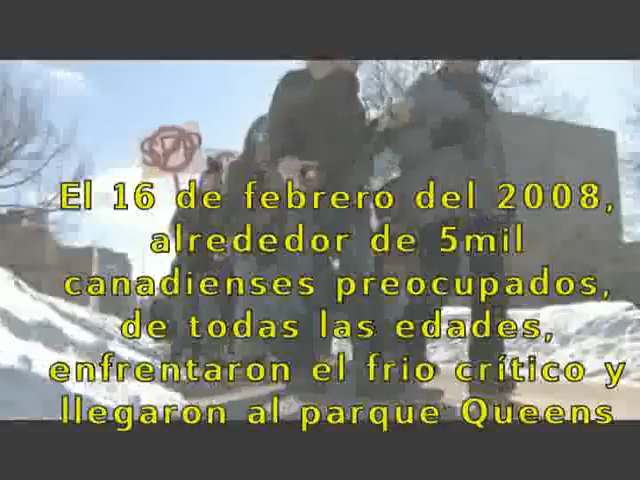 El 16 de febrero del 2008,
alrededor de 5mil
canadienses preocupados,
de todas las edades,
enfrentaron el frio crítico y
llegaron al parque Queens